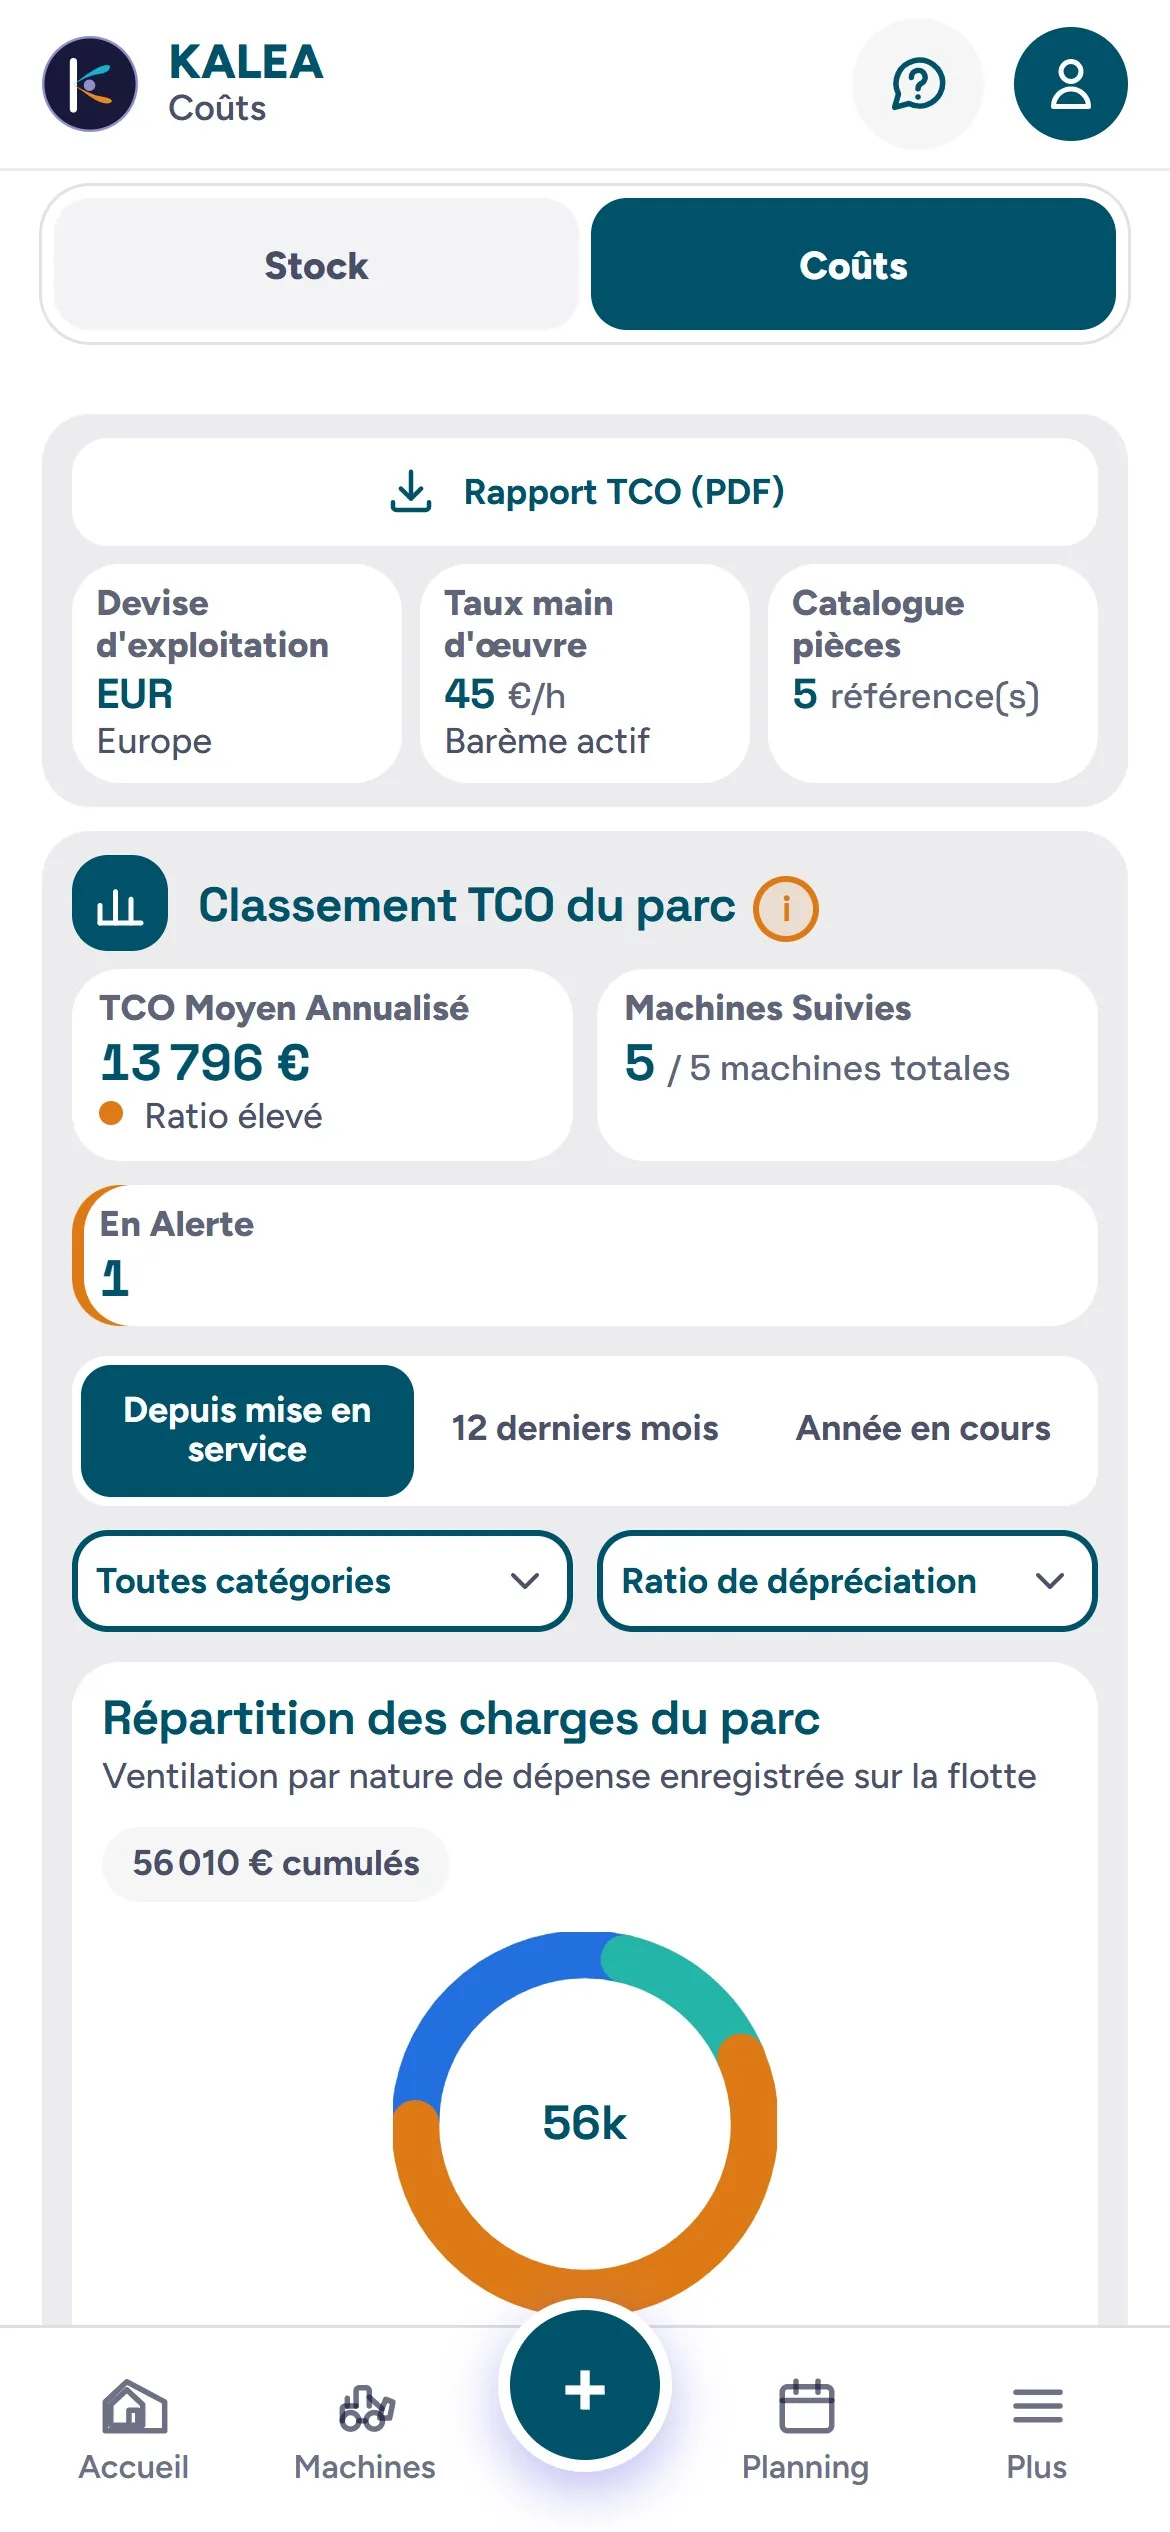 KALEA
Coûts
Stock
Coûts
Rapport TCO (PDF)
Devise
d'exploitation
EUR
Europe
Taux main
d'œuvre
45 €/h
Barème actif
Catalogue
pièces
5 référence(s)
Classement TCO du parc
i
TCO Moyen Annualisé
13 796 €
Ratio élevé
Machines Suivies
5 / 5 machines totales
En Alerte
1
Depuis mise en
service
12 derniers mois
Année en cours
Toutes catégories
Ratio de dépréciation
Répartition des charges du parc
Ventilation par nature de dépense enregistrée sur la flotte
56 010 € cumulés
56k
+
Accueil
Machines
Planning
Plus